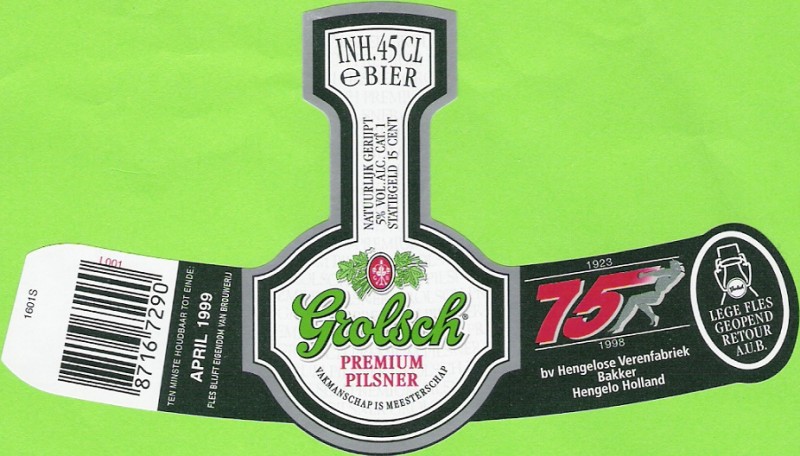 INH. 45 CL
e BIER
NATUURLIJK GERIJPT
5% VOL. ALC. CAT. 1
STATIEGELD 15 CENT
Grolsch®
PREMIUM
PILSNER
VAKMANSCHAP IS MEESTERSCHAP
1601S
L001
87161729
TEN MINSTE HOUDBAAR TOT EINDE:
APRIL 1999
FLES BLIJFT EIGENDOM VAN BROUWERIJ
1923
75
1998
bv Hengelose Verenfabriek
Bakker
Hengelo Holland
LEGE FLES
GEOPEND
RETOUR
A.U.B.